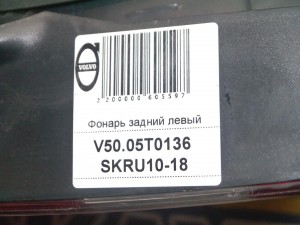 VOLVO
2200000605597
Фонарь задний левый
V50.05T0136
SKRU10-18